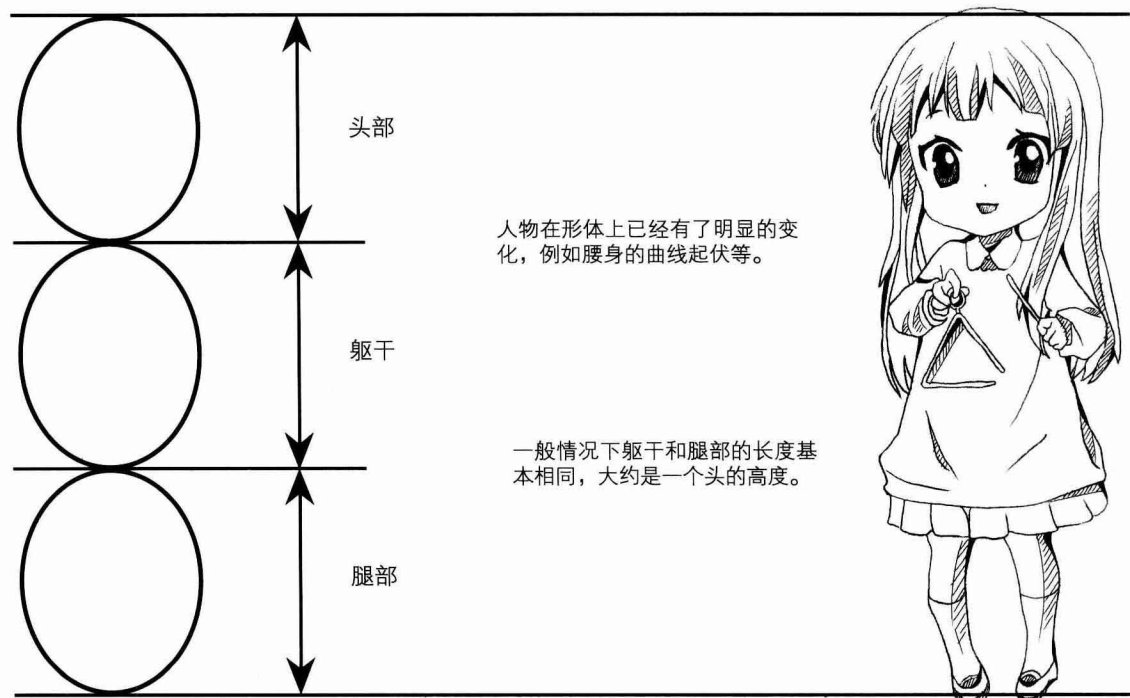 头部
人物在形体上已经有了明显的变
化，例如腰身的曲线起伏等。
躯干
一般情况下躯干和腿部的长度基
本相同，大约是一个头的高度。
腿部